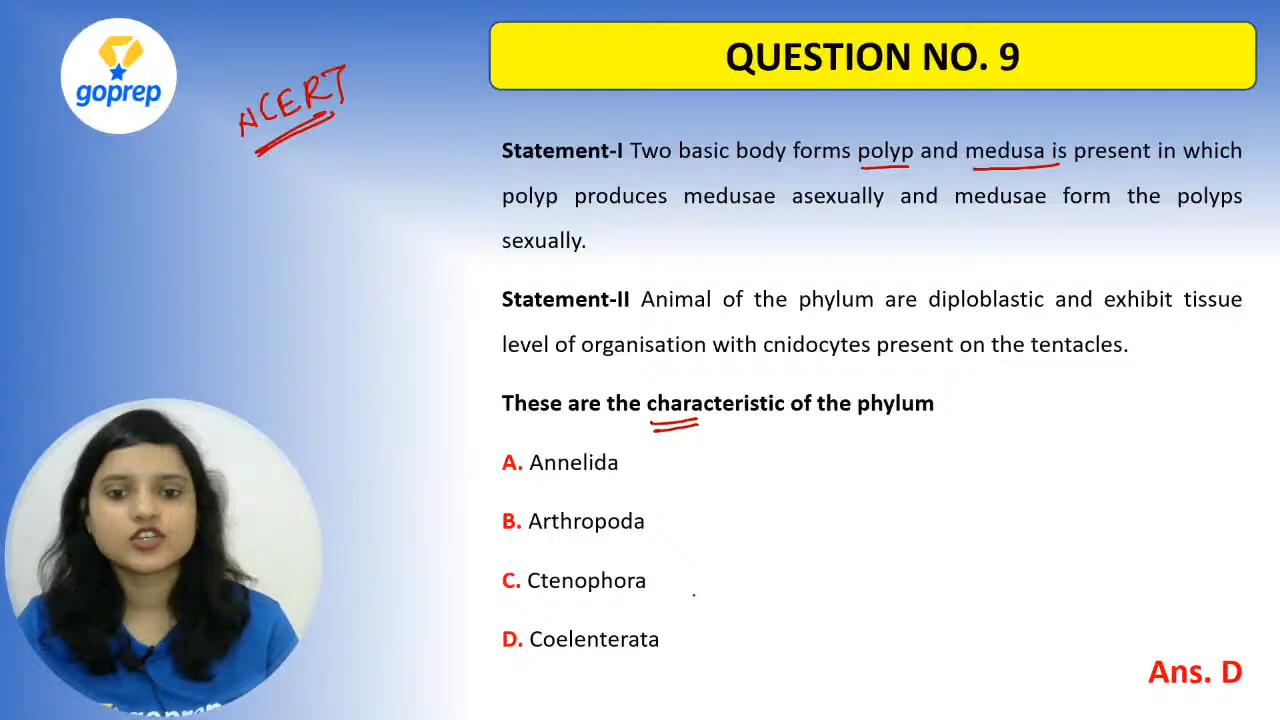 goprep
NCERT
QUESTION NO. 9
Statement-I Two basic body forms polyp and medusa is present in which
polyp produces medusae asexually and medusae form the polyps
sexually.
Statement-II Animal of the phylum are diploblastic and exhibit tissue
level of organisation with cnidocytes present on the tentacles.
These are the characteristic of the phylum
A. Annelida
B. Arthropoda
C. Ctenophora
D. Coelenterata
Ans. D